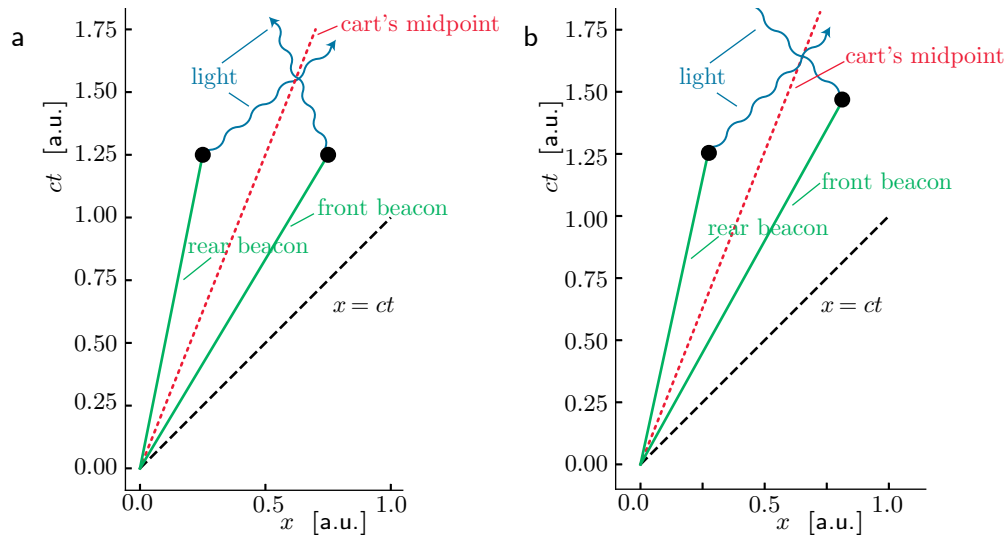 a
ct [a.u.]
1.75
1.50
1.25
1.00
0.75
0.50
0.25
0.00
0.0
0.5
1.0
x [a.u.]
light
cart's midpoint
front beacon
rear beacon
x = ct
b
ct [a.u.]
1.75
1.50
1.25
1.00
0.75
0.50
0.25
0.00
0.0
0.5
1.0
x [a.u.]
light
cart's midpoint
front beacon
rear beacon
x = ct